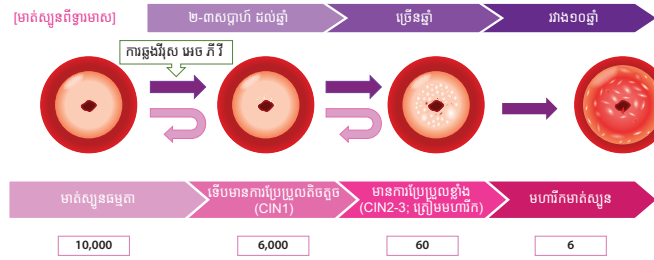 [មាត់ស្បូនពីទ្វារមាស]
២-៣សប្តាហ៍ ដល់ឆ្នាំ
ច្រើនឆ្នាំ
រវាង១០ឆ្នាំ
ការឆ្លងវីរុស អេច ភី វី
មាត់ស្បូនធម្មតា
ទើបមានការប្រែប្រួលតិចតួច
(CIN1)
មានការប្រែប្រួលខ្លាំង
(CIN2-3; ត្រៀមមហារីក)
មហារីកមាត់ស្បូន
10,000
6,000
60
6